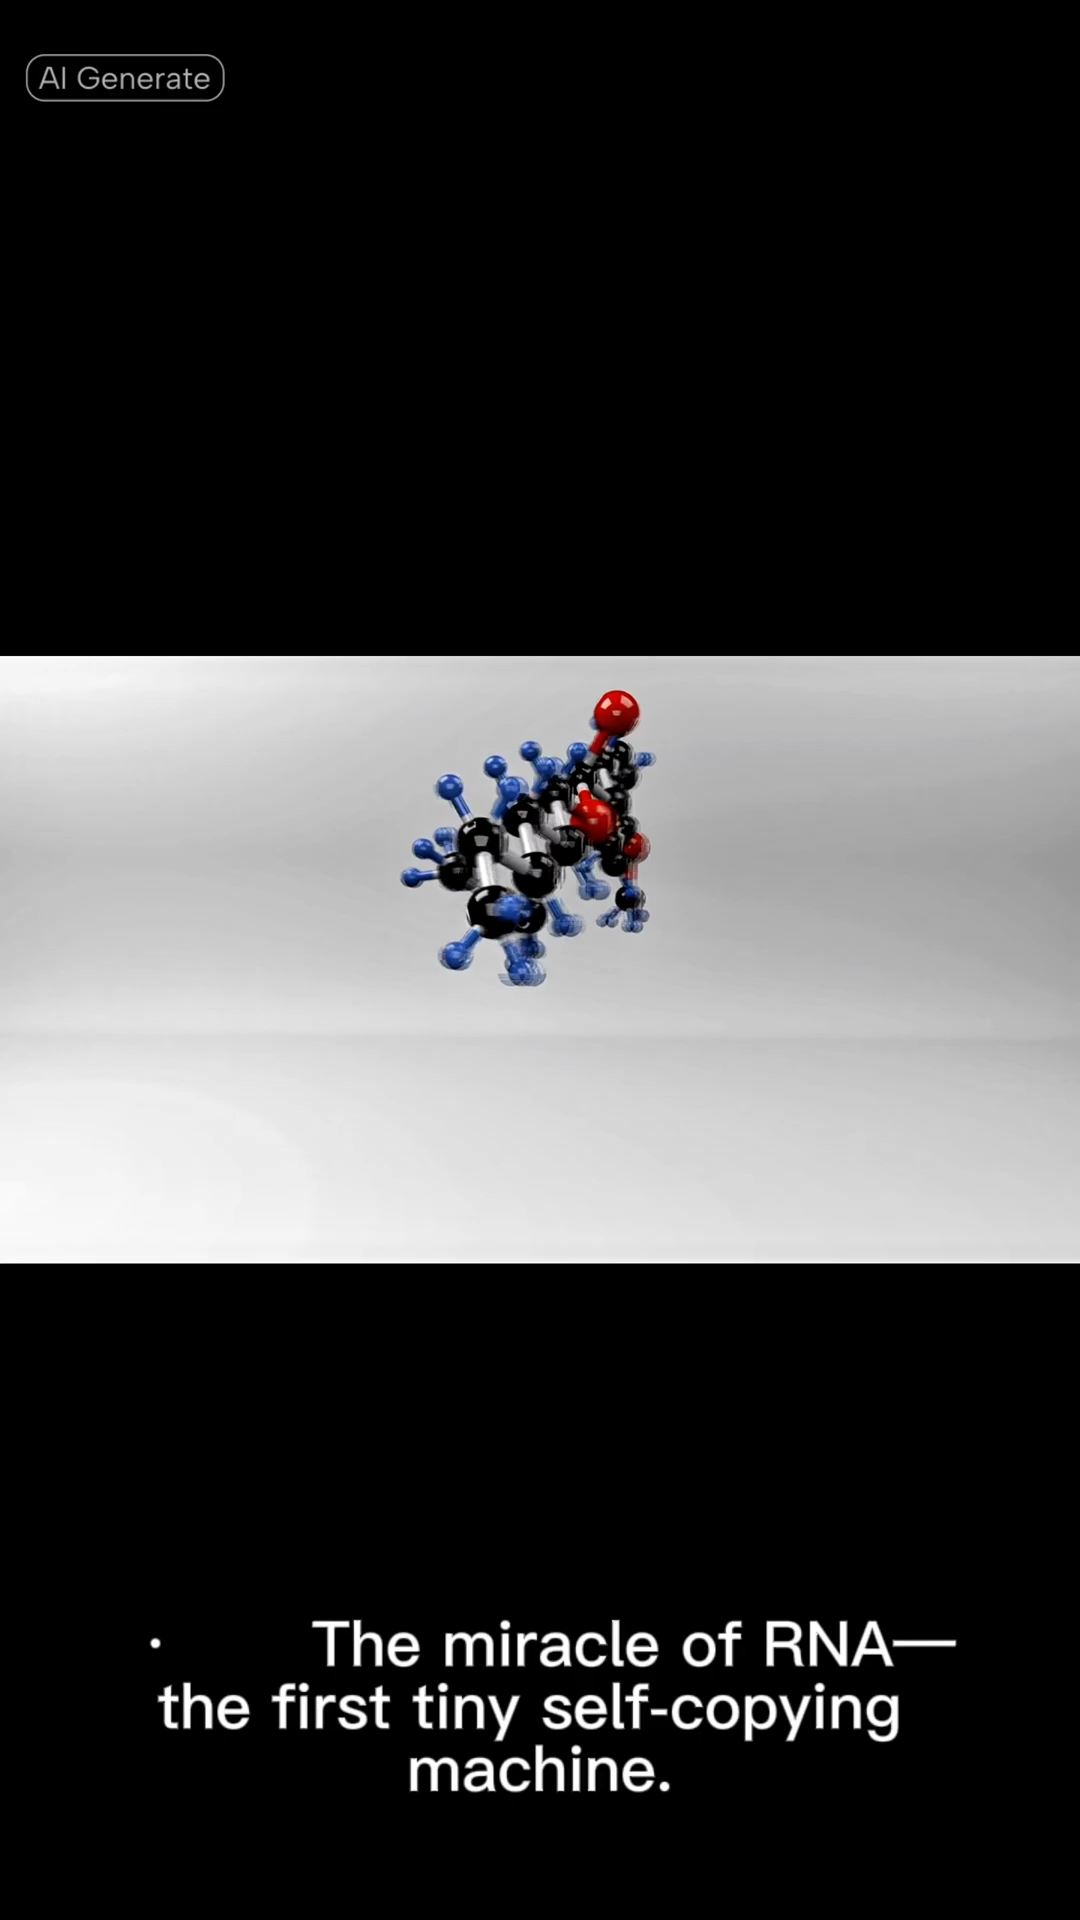 AI Generate
· The miracle of RNA—
the first tiny self-copying
machine.